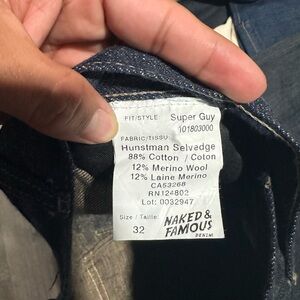 FIT/STYLE Super Guy
101803000
FABRIC/TISSU
Hunstman Selvedge
88% Cotton / Coton
12% Merino Wool
12% Laine Merino
CA53268
RN124802
Lot: 0032947
Size / Taille:
32
NAKED &
FAMOUS
DENIM